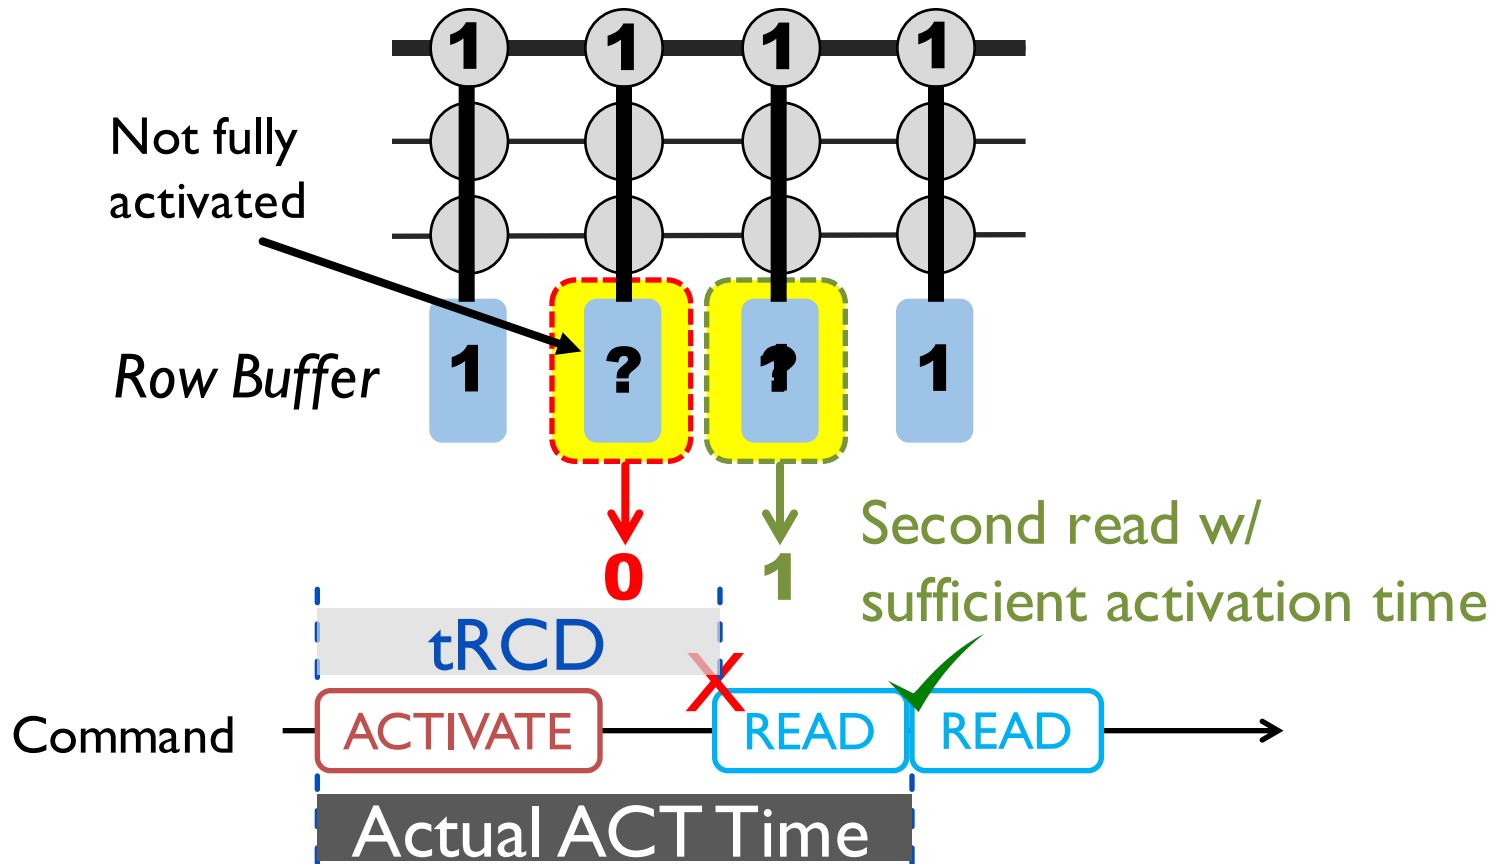 1 1 1 1
Not fully
activated
Row Buffer
1 ? 1 1
0 1
Second read w/
sufficient activation time
tRCD
X
Command
ACTIVATE READ READ
Actual ACT Time